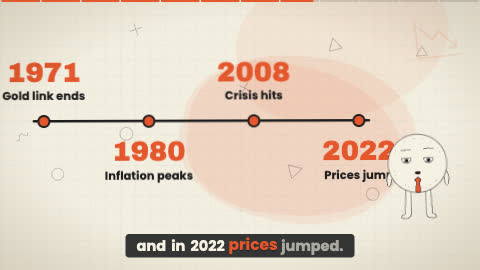 1971
Gold link ends
2008
Crisis hits
1980
Inflation peaks
2022
Prices jum
and in 2022 prices jumped.